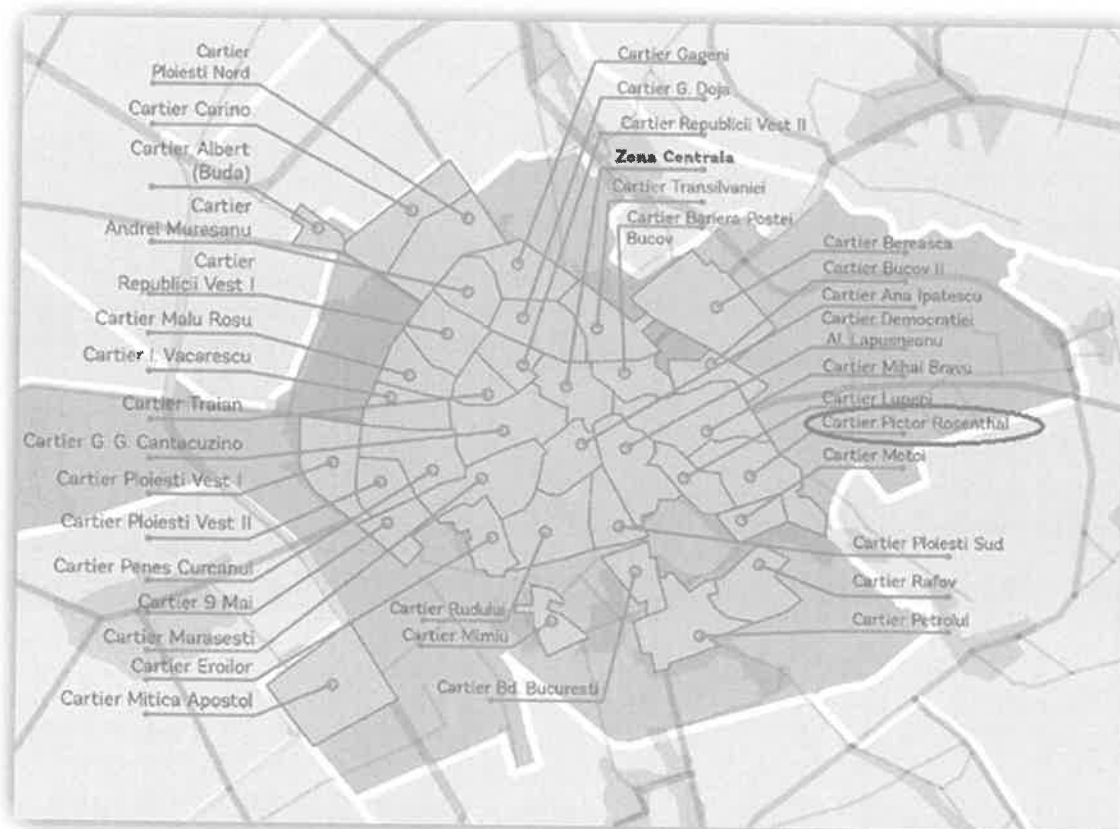 Cartier
Ploiesti Nord
Cartier Carino
Cartier Albert
(Buda)
Cartier
Andrei Muresanu
Cartier
Republicii Vest I
Cartier Malu Rosu
Cartier I. Vacarescu
Cartier Traian
Cartier G. G. Cantacuzino
Cartier Ploiesti Vest I
Cartier Ploiesti Vest II
Cartier Penes Curcanul
Cartier 9 Mai
Cartier Marasesti
Cartier Eroilor
Cartier Mitica Apostol
Cartier Gageni
Cartier G. Doja
Cartier Republicii Vest II
Zona Centrala
Cartier Transilvaniei
Cartier Bariera Postei
Bucov
Cartier Bereasca
Cartier Bucov II
Cartier Ana Ipatescu
Cartier Democratiei
Al. Lapusneanu
Cartier Mihai Bravu
Cartier Lupeni
Cartier Pictor Rosenthal
Cartier Motoi
Cartier Ploiesti Sud
Cartier Rafov
Cartier Petrolul
Cartier Rudului
Cartier Mimiu
Cartier Bd. Bucuresti